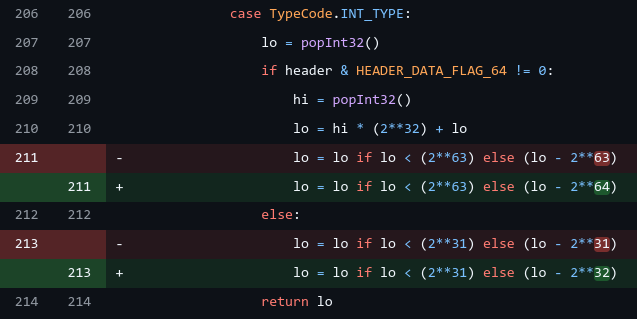 206 206 case TypeCode.INT_TYPE:
207 207 lo = popInt32()
208 208 if header & HEADER_DATA_FLAG_64 != 0:
209 209 hi = popInt32()
210 210 lo = hi * (2**32) + lo
211 - lo = lo if lo < (2**63) else (lo - 2**63)
211 + lo = lo if lo < (2**63) else (lo - 2**64)
212 212 else:
213 - lo = lo if lo < (2**31) else (lo - 2**31)
213 + lo = lo if lo < (2**31) else (lo - 2**32)
214 214 return lo